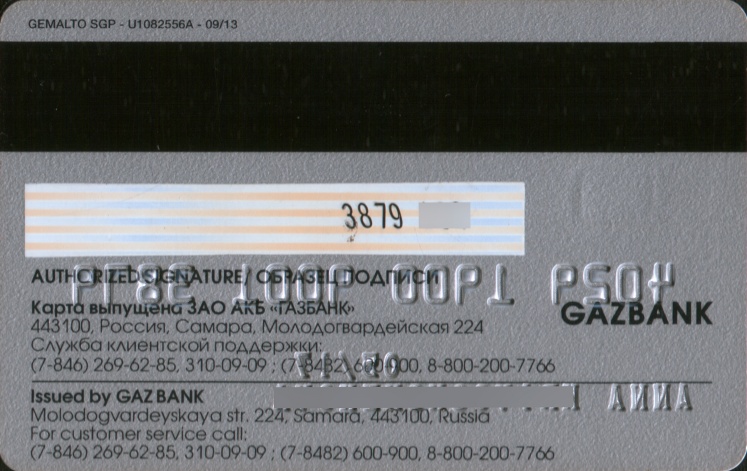 GEMALTO SGP - U1082556A - 09/13
3879
AUTHORIZED SIGNATURE/ ОБРАЗЕЦ ПОДПИСИ
Карта выпущена ЗАО АКБ «ГАЗБАНК»
GAZBANK
443100, Россия, Самара, Молодогвардейская 224
Служба клиентской поддержки:
(7-846) 269-62-85, 310-09-09 ; (7-8482) 600-900, 8-800-200-7766
Issued by GAZBANK
Molodogvardeyskaya str. 224, Samara, 443100, Russia
For customer service call:
(7-846) 269-62-85, 310-09-09 ; (7-8482) 600-900, 8-800-200-7766